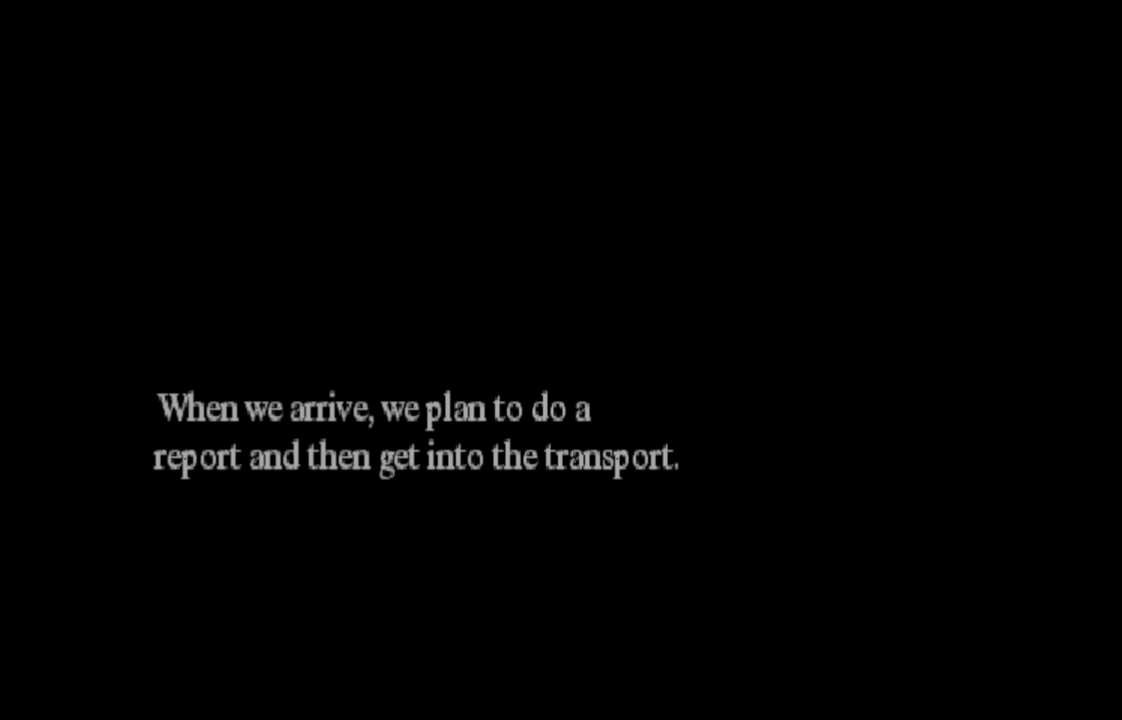 When we arrive, we plan to do a
report and then get into the transport.